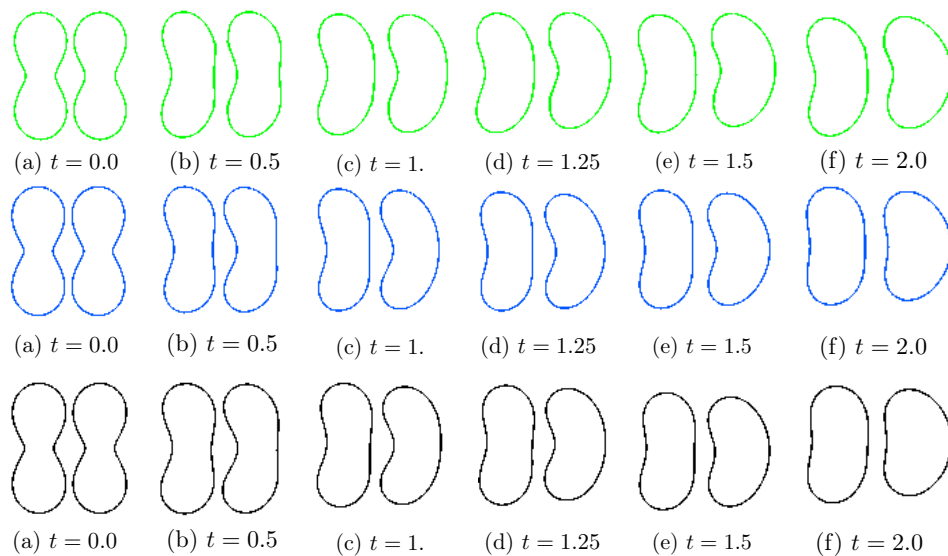 (a) t = 0.0 (b) t = 0.5 (c) t = 1. (d) t = 1.25 (e) t = 1.5 (f) t = 2.0
(a) t = 0.0 (b) t = 0.5 (c) t = 1. (d) t = 1.25 (e) t = 1.5 (f) t = 2.0
(a) t = 0.0 (b) t = 0.5 (c) t = 1. (d) t = 1.25 (e) t = 1.5 (f) t = 2.0